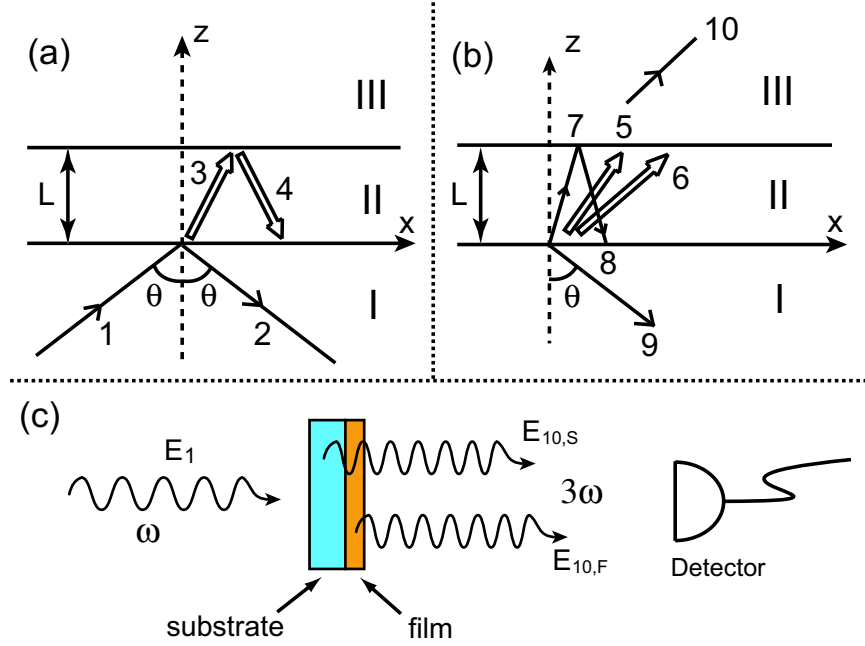 (a)
z
III
3
4
L
II
x
θ
θ
1
2
I
(b)
z
10
III
7
5
L
6
II
x
8
θ
I
9
(c)
E1
E10,S
ω
3ω
E10,F
Detector
substrate
film